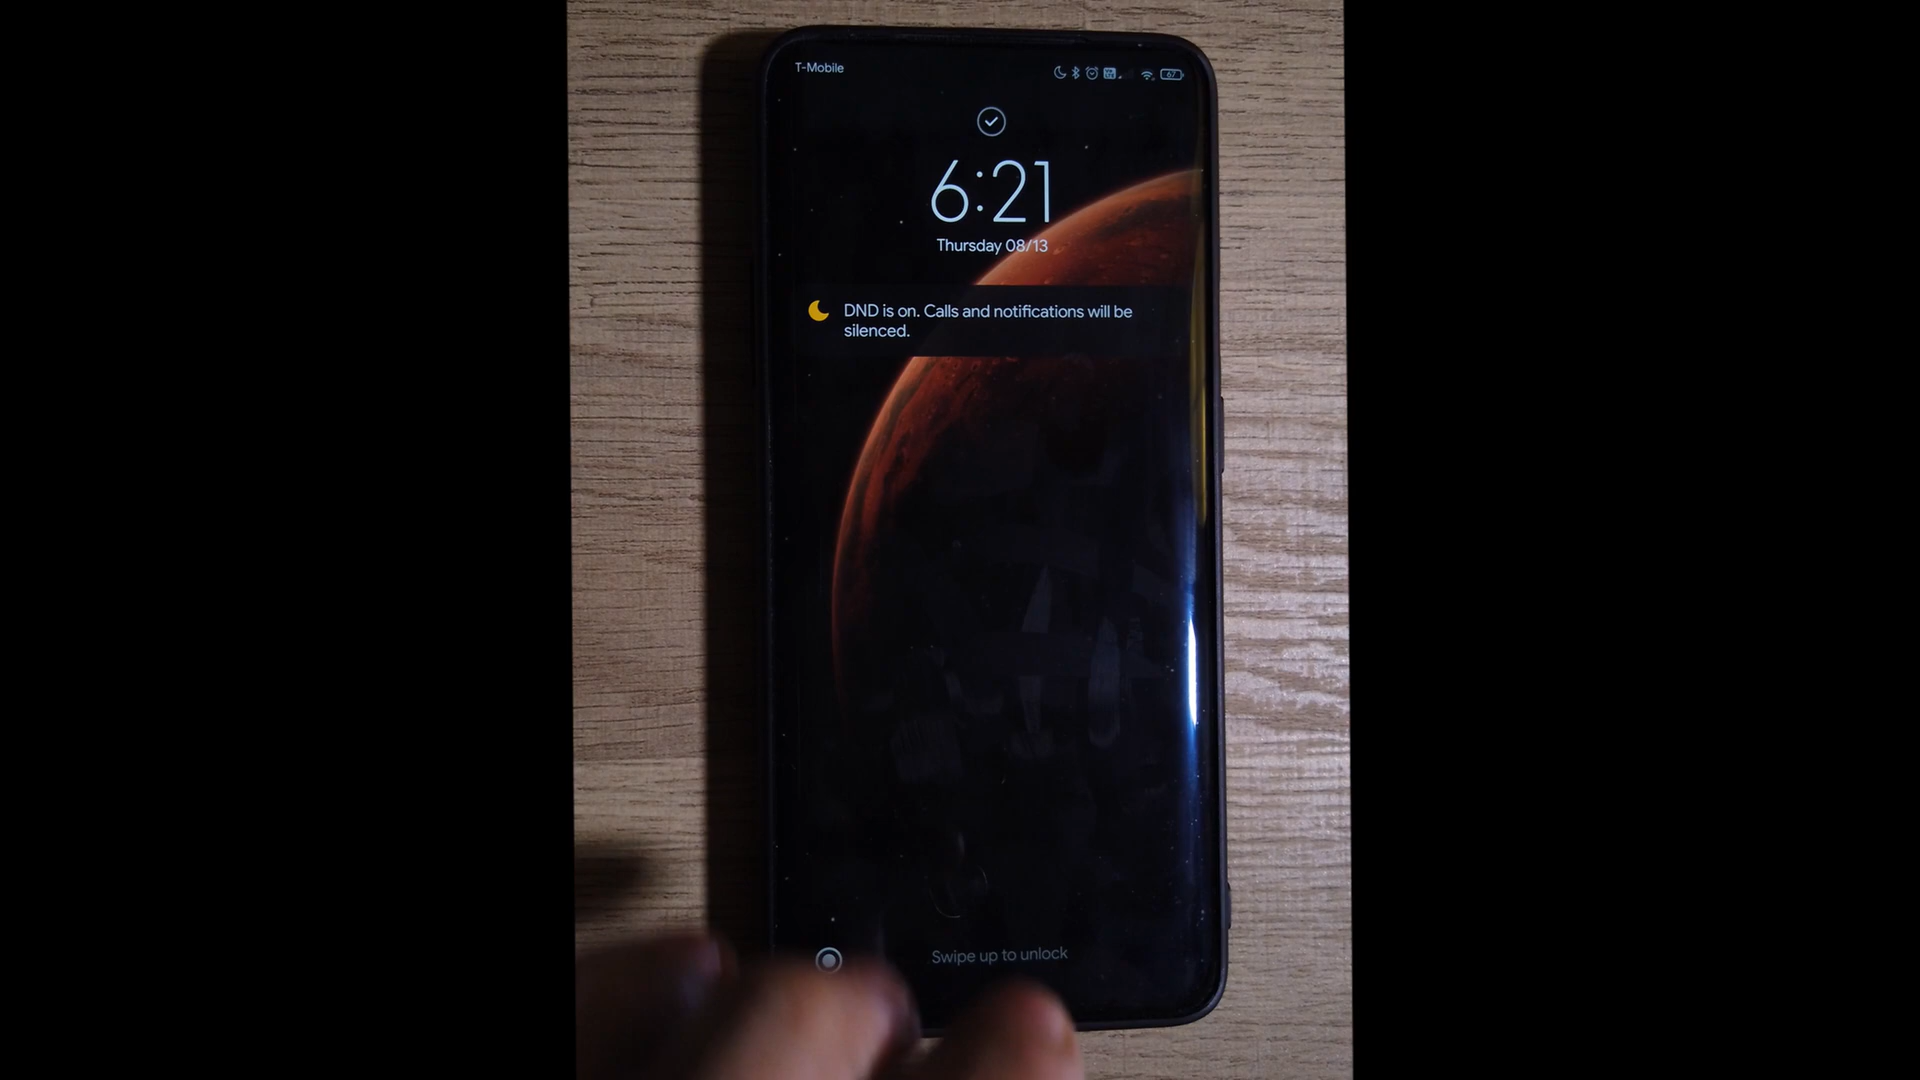 T-Mobile
67
6:21
Thursday 08/13
DND is on. Calls and notifications will be
silenced.
Swipe up to unlock